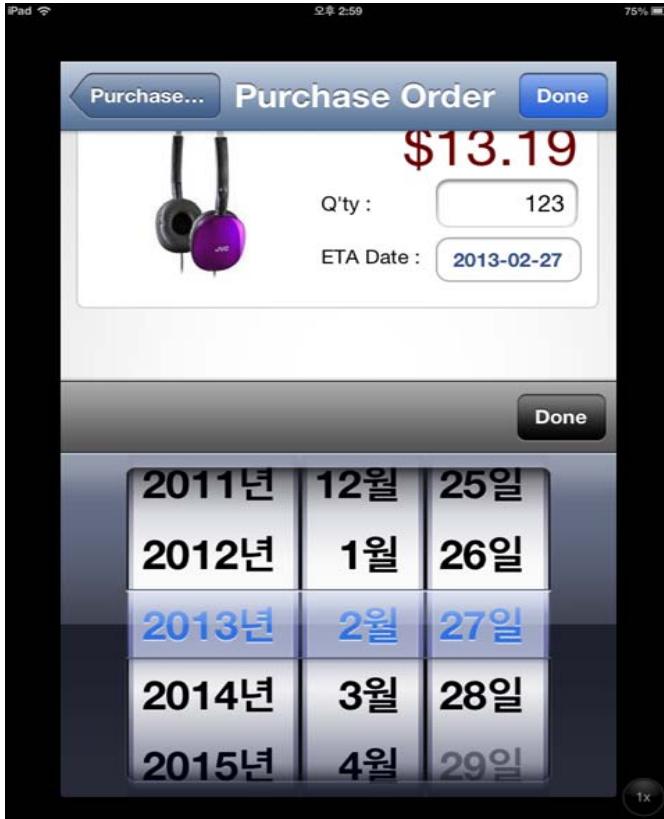 iPad 오후 2:59 75%
Purchase... Purchase Order Done
$13.19
Q'ty : 123
JVC
ETA Date : 2013-02-27
Done
2011년 12월 25일
2012년 1월 26일
2013년 2월 27일
2014년 3월 28일
2015년 4월 29일
1x